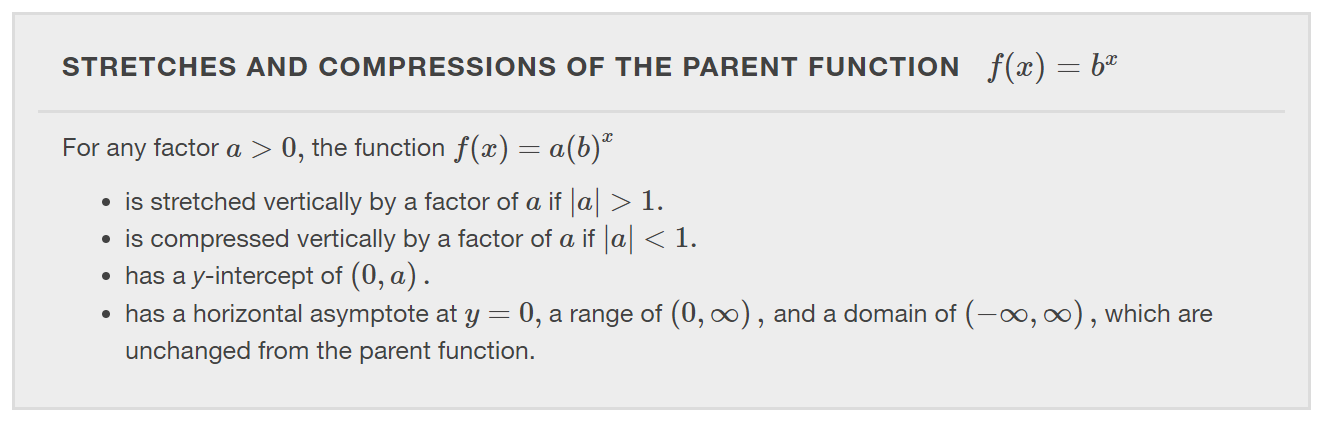 STRETCHES AND COMPRESSIONS OF THE PARENT FUNCTION f(x) = bˣ
For any factor a > 0, the function f(x) = a(b)ˣ
• is stretched vertically by a factor of a if |a| > 1.
• is compressed vertically by a factor of a if |a| < 1.
• has a y-intercept of (0, a).
• has a horizontal asymptote at y = 0, a range of (0, ∞), and a domain of (−∞, ∞), which are
unchanged from the parent function.